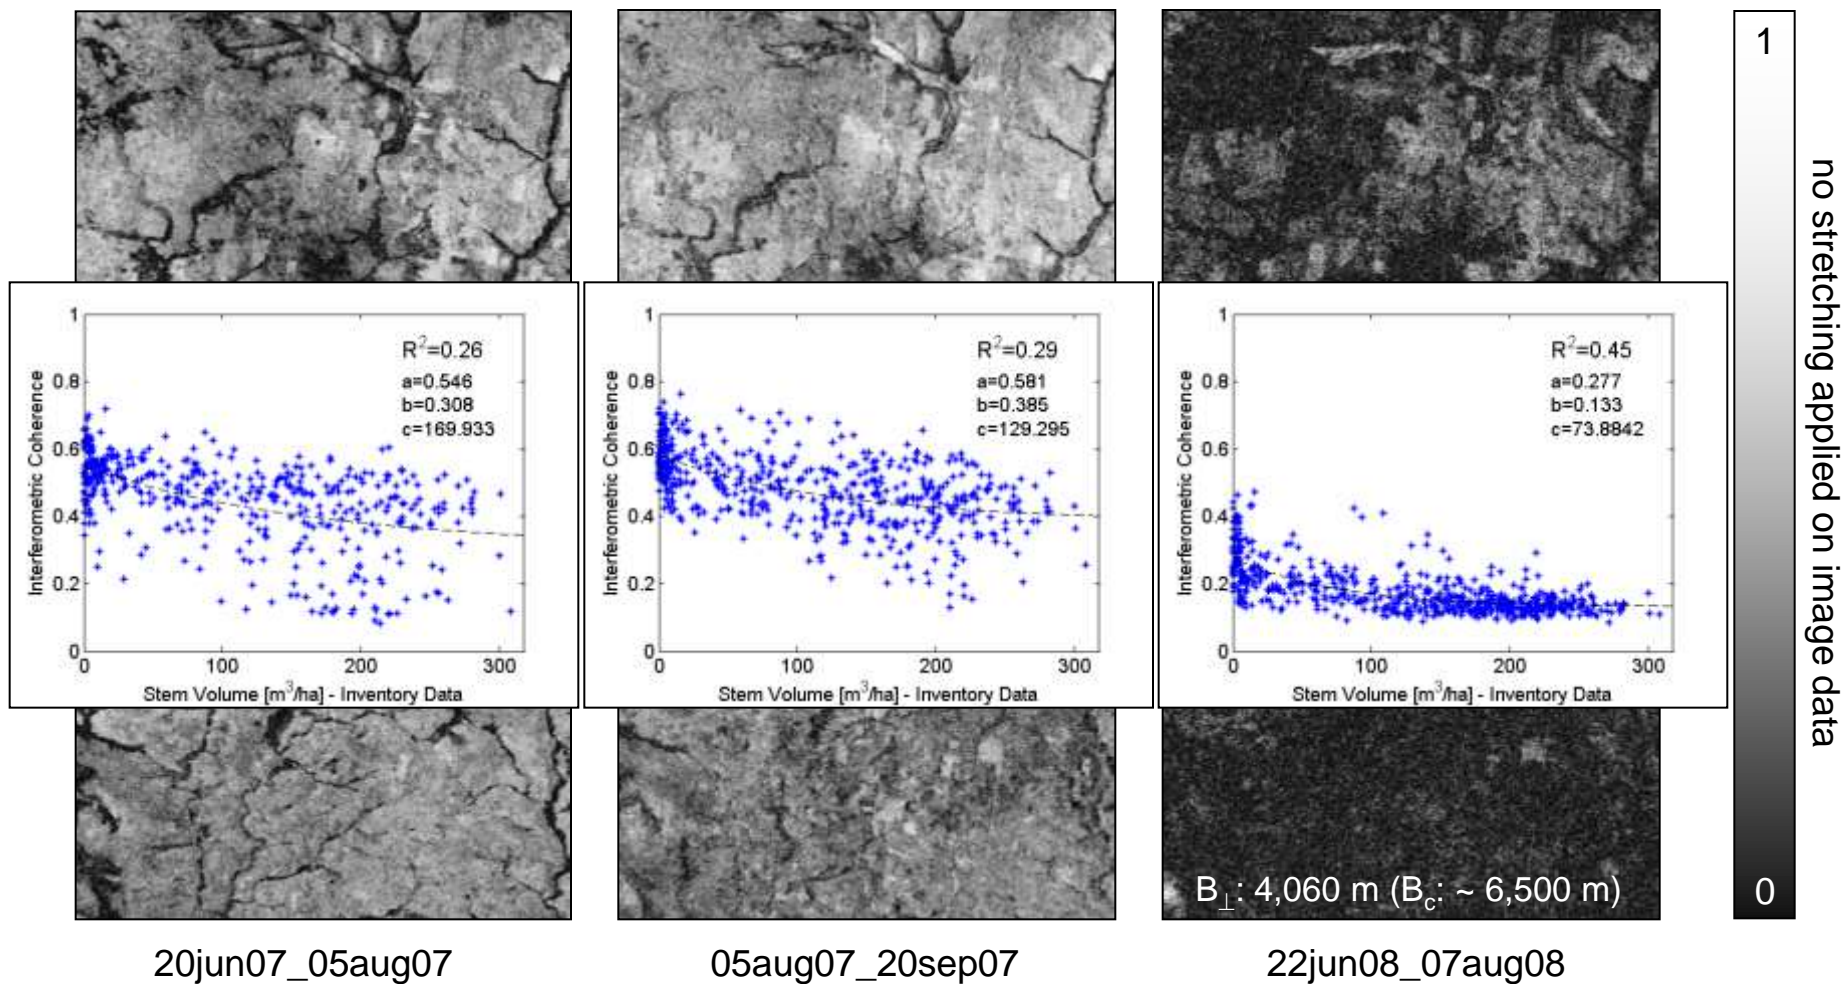 1
0.8
0.6
0.4
0.2
0
0
100
200
300
Interferometric Coherence
Stem Volume [m³/ha] - Inventory Data
R²=0.26
a=0.546
b=0.308
c=169.933
1
0.8
0.6
0.4
0.2
0
0
100
200
300
Interferometric Coherence
Stem Volume [m³/ha] - Inventory Data
R²=0.29
a=0.581
b=0.385
c=129.295
1
0.8
0.6
0.4
0.2
0
0
100
200
300
Interferometric Coherence
Stem Volume [m³/ha] - Inventory Data
R²=0.45
a=0.277
b=0.133
c=73.8842
B⊥: 4,060 m (Bc: ~ 6,500 m)
20jun07_05aug07
05aug07_20sep07
22jun08_07aug08
1
0
no stretching applied on image data